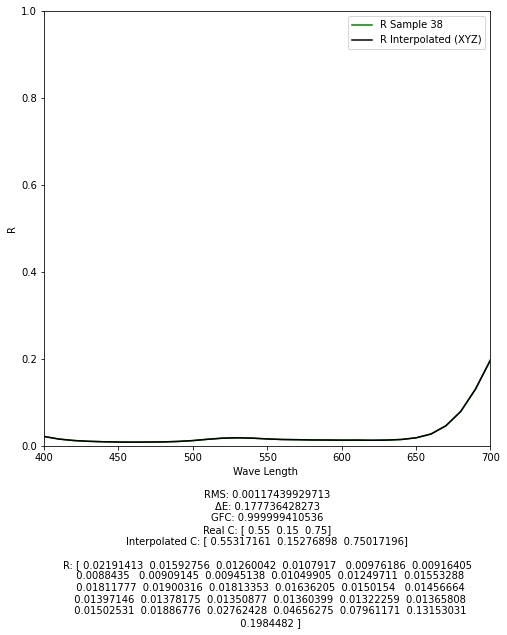 1.0
R Sample 38
R Interpolated (XYZ)
0.8
0.6
R
0.4
0.2
0.0
400 450 500 550 600 650 700
Wave Length
RMS: 0.00117439929713
ΔE: 0.177736428273
GFC: 0.999999410536
Real C: [ 0.55 0.15 0.75]
Interpolated C: [ 0.55317161 0.15276898 0.75017196]
R: [ 0.02191413 0.01592756 0.01260042 0.0107917 0.00976186 0.00916405
0.0088435 0.00909145 0.00945138 0.01049905 0.01249711 0.01553288
0.01811777 0.01900316 0.01813353 0.01636205 0.0150154 0.01456664
0.01397146 0.01378175 0.01350877 0.01360399 0.01322259 0.01365808
0.01502531 0.01886776 0.02762428 0.04656275 0.07961171 0.13153031
0.1984482 ]